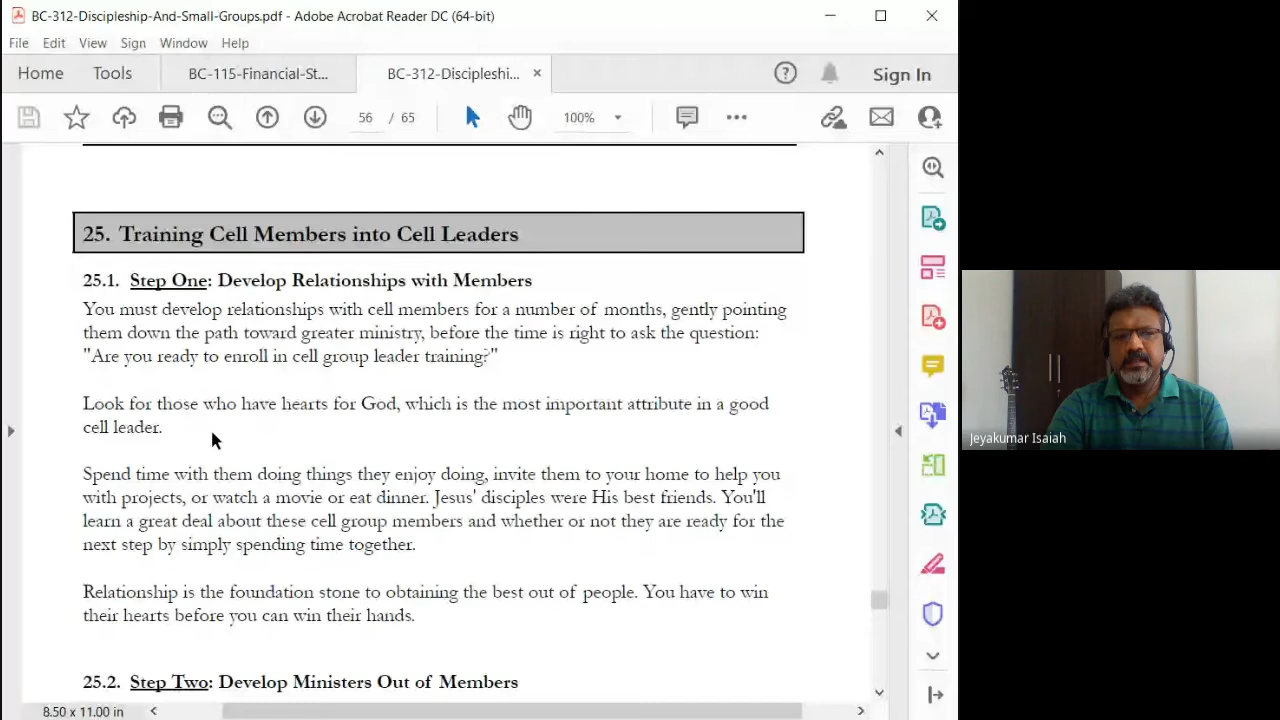 BC-312-Discipleship-And-Small-Groups.pdf - Adobe Acrobat Reader DC (64-bit)
File Edit View Sign Window Help
Home Tools BC-115-Financial-St... BC-312-Discipleshi... × Sign In
56 / 65 100%
25. Training Cell Members into Cell Leaders
25.1. Step One: Develop Relationships with Members
You must develop relationships with cell members for a number of months, gently pointing
them down the path toward greater ministry, before the time is right to ask the question:
"Are you ready to enroll in cell group leader training?"
Look for those who have hearts for God, which is the most important attribute in a good
cell leader.
Spend time with them doing things they enjoy doing, invite them to your home to help you
with projects, or watch a movie or eat dinner. Jesus' disciples were His best friends. You'll
learn a great deal about these cell group members and whether or not they are ready for the
next step by simply spending time together.
Relationship is the foundation stone to obtaining the best out of people. You have to win
their hearts before you can win their hands.
25.2. Step Two: Develop Ministers Out of Members
8.50 x 11.00 in
Jeyakumar Isaiah